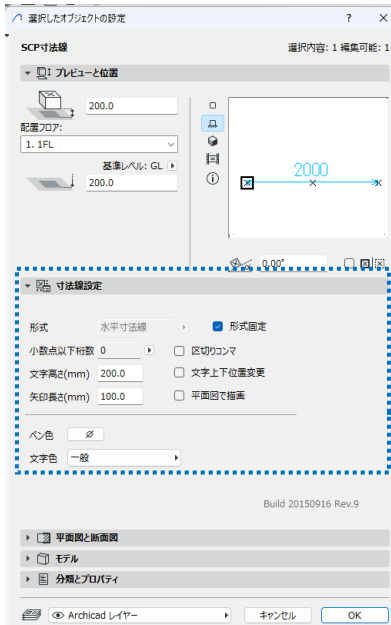 選択したオブジェクトの設定 ? ×
SCP寸法線 選択内容: 1 編集可能: 1
プレビューと位置
200.0
配置フロア:
1. 1FL
基準レベル: GL
200.0
2000
0.00°
寸法線設定
形式 水平寸法線 形式固定
小数点以下桁数 0 区切りコンマ
文字高さ(mm) 200.0 文字上下位置変更
矢印長さ(mm) 100.0 平面図で描画
ペン色
文字色 一般
Build 20150916 Rev.9
平面図と断面図
モデル
分類とプロパティ
Archicad レイヤー キャンセル OK